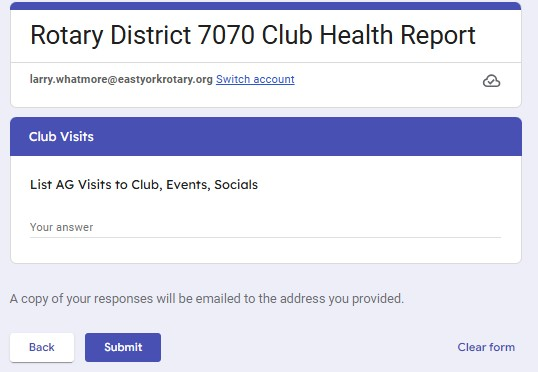 Rotary District 7070 Club Health Report
larry.whatmore@eastyorkrotary.org Switch account
Club Visits
List AG Visits to Club, Events, Socials
Your answer
A copy of your responses will be emailed to the address you provided.
Back Submit Clear form